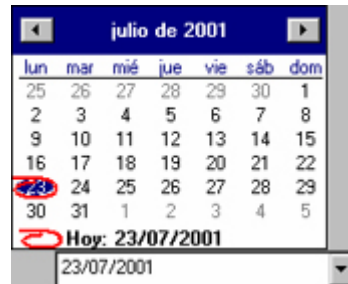 julio de 2001
lun mar mié jue vie sáb dom
25 26 27 28 29 30 1
2 3 4 5 6 7 8
9 10 11 12 13 14 15
16 17 18 19 20 21 22
23 24 25 26 27 28 29
30 31 1 2 3 4 5
Hoy: 23/07/2001
23/07/2001